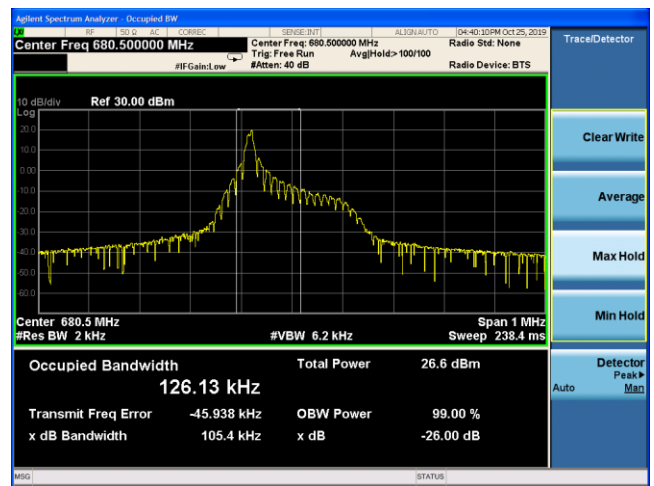 Agilent Spectrum Analyzer - Occupied BW
RF 50 Ω AC CORREC SENSE:INT ALIGNAUTO 04:40:10PM Oct 25, 2019
Center Freq 680.500000 MHz
Center Freq: 680.500000 MHz
Radio Std: None
Trig: Free Run Avg|Hold:>100/100
#IFGain:Low #Atten: 40 dB Radio Device: BTS
Trace/Detector
10 dB/div Ref 30.00 dBm
Log
20.0
10.0
0.00
-10.0
-20.0
-30.0
-40.0
-50.0
-60.0
Clear Write
Average
Max Hold
Min Hold
Center 680.5 MHz Span 1 MHz
#Res BW 2 kHz #VBW 6.2 kHz Sweep 238.4 ms
Occupied Bandwidth Total Power 26.6 dBm
126.13 kHz
Transmit Freq Error -45.938 kHz OBW Power 99.00 %
x dB Bandwidth 105.4 kHz x dB -26.00 dB
Detector
Peak▶
Auto Man
MSG STATUS